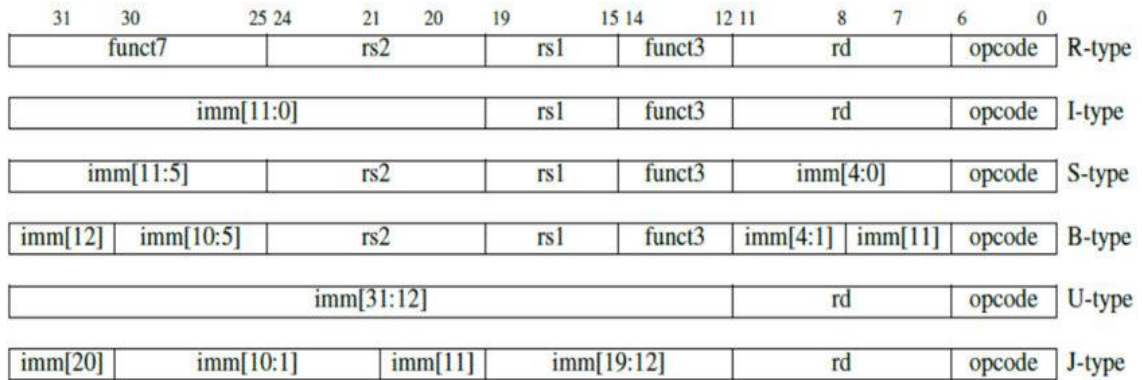 31 30 25 24 21 20 19 15 14 12 11 8 7 6 0
funct7 rs2 rs1 funct3 rd opcode R-type
imm[11:0] rs1 funct3 rd opcode I-type
imm[11:5] rs2 rs1 funct3 imm[4:0] opcode S-type
imm[12] imm[10:5] rs2 rs1 funct3 imm[4:1] imm[11] opcode B-type
imm[31:12] rd opcode U-type
imm[20] imm[10:1] imm[11] imm[19:12] rd opcode J-type